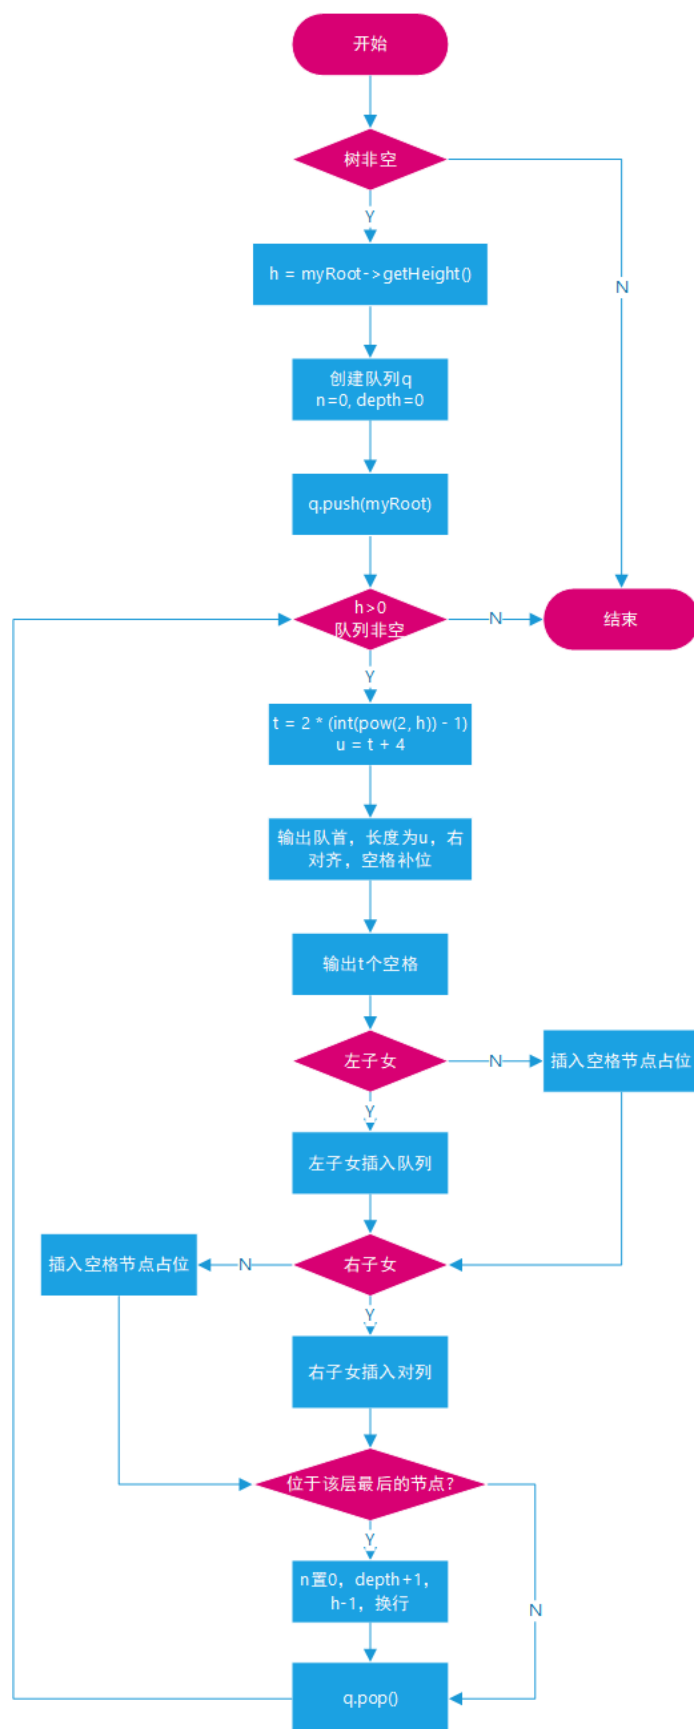 开始
树非空
Y
N
h = myRoot->getHeight()
创建队列q
n=0, depth=0
q.push(myRoot)
h>0
队列非空
N
结束
Y
t = 2 * (int(pow(2, h)) - 1)
u = t + 4
输出队首，长度为u，右
对齐，空格补位
输出t个空格
左子女
N
插入空格节点占位
Y
左子女插入队列
插入空格节点占位
N
右子女
Y
右子女插入对列
位于该层最后的节点?
Y
N
n置0，depth+1，
h-1，换行
q.pop()